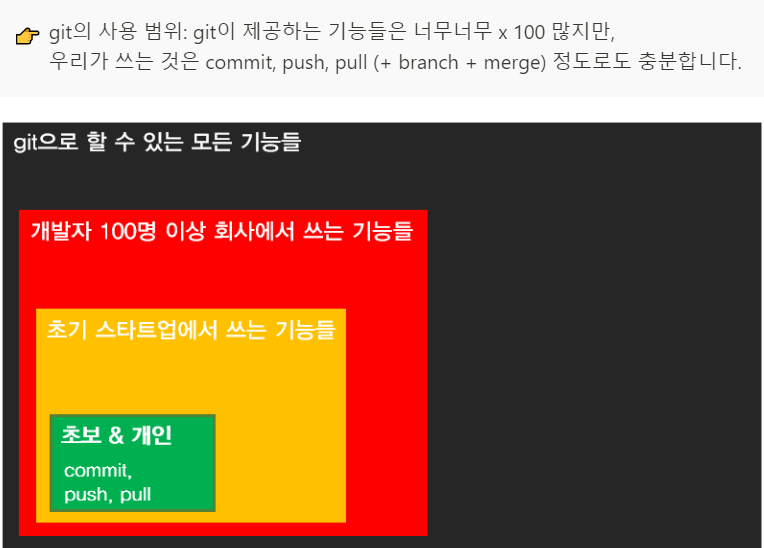 git의 사용 범위: git이 제공하는 기능들은 너무너무 x 100 많지만,
우리가 쓰는 것은 commit, push, pull (+ branch + merge) 정도로도 충분합니다.
git으로 할 수 있는 모든 기능들
개발자 100명 이상 회사에서 쓰는 기능들
초기 스타트업에서 쓰는 기능들
초보 & 개인
commit,
push, pull